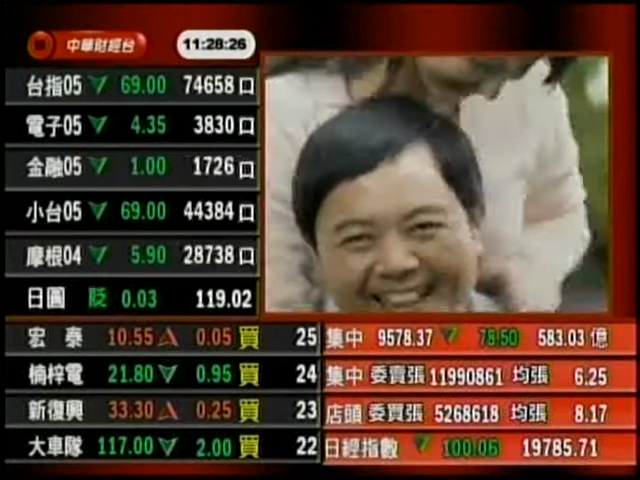 中華財經台 11:28:26
台指05 69.00 74658口
電子05 4.35 3830口
金融05 1.00 1726口
小台05 69.00 44384口
摩根04 5.90 28738口
日圓 貶 0.03 119.02
宏泰 10.55 0.05 買 25
楠梓電 21.80 0.95 買 24
新復興 33.30 0.25 買 23
大車隊 117.00 2.00 買 22
集中 9578.37 78.50 583.03 億
集中 委賣張 11990861 均張 6.25
店頭 委買張 5268618 均張 8.17
日經指數 100.06 19785.71